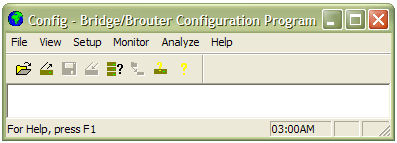 Config - Bridge/Brouter Configuration Program
File View Setup Monitor Analyze Help
For Help, press F1 03:00AM